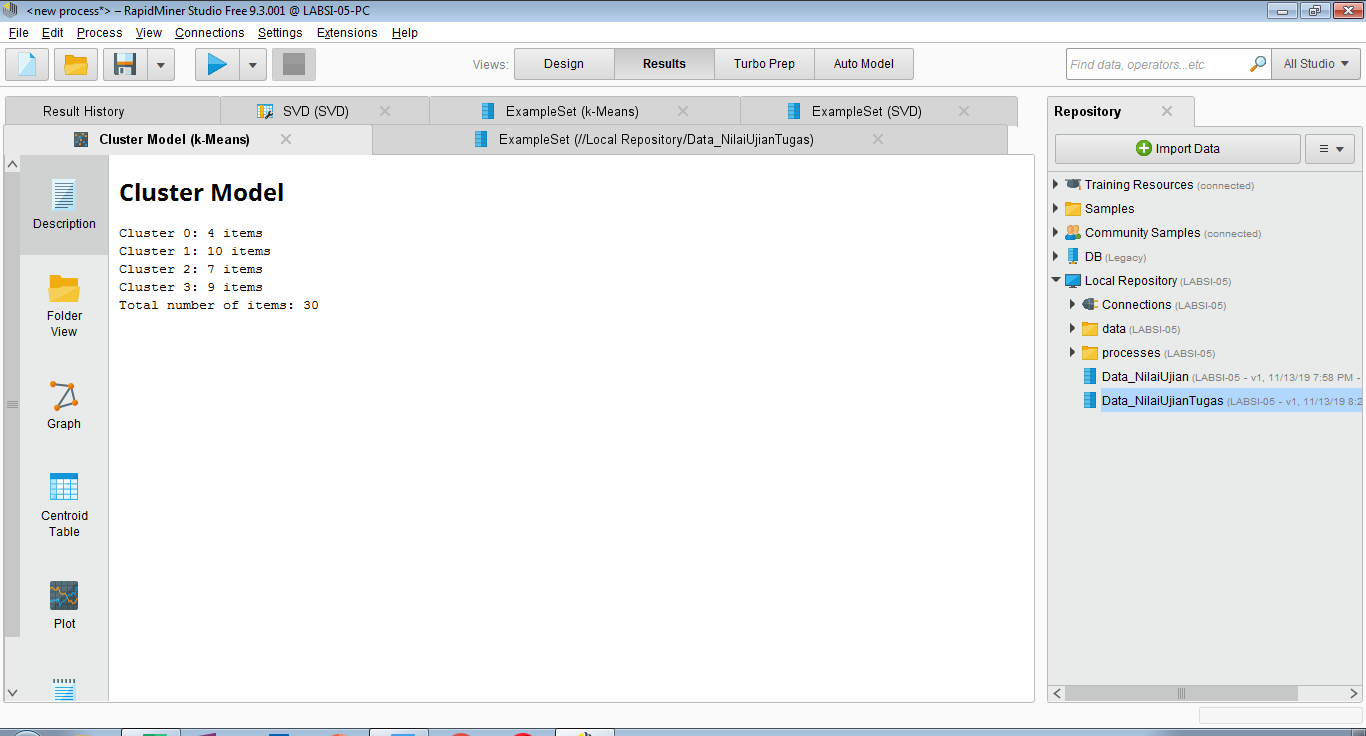 <new process*> – RapidMiner Studio Free 9.3.001 @ LABSI-05-PC
File Edit Process View Connections Settings Extensions Help
Views: Design Results Turbo Prep Auto Model Find data, operators...etc All Studio
Result History SVD (SVD) ExampleSet (k-Means) ExampleSet (SVD)
Cluster Model (k-Means) ExampleSet (//Local Repository/Data_NilaiUjianTugas)
Description
Folder
View
Graph
Centroid
Table
Plot
Cluster Model
Cluster 0: 4 items
Cluster 1: 10 items
Cluster 2: 7 items
Cluster 3: 9 items
Total number of items: 30
Repository
Import Data
Training Resources (connected)
Samples
Community Samples (connected)
DB (Legacy)
Local Repository (LABSI-05)
Connections (LABSI-05)
data (LABSI-05)
processes (LABSI-05)
Data_NilaiUjian (LABSI-05 - v1, 11/13/19 7:58 PM -
Data_NilaiUjianTugas (LABSI-05 - v1, 11/13/19 8:2